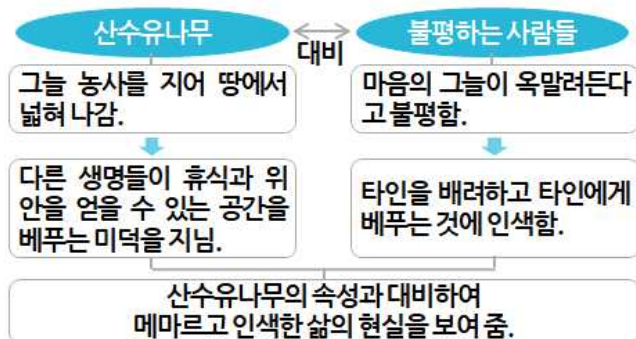 산수유나무
대비
불평하는 사람들
그늘 농사를 지어 땅에서
넓혀 나감.
마음의 그늘이 옥말려든다
고 불평함.
다른 생명들이 휴식과 위
안을 얻을 수 있는 공간을
베푸는 미덕을 지님.
타인을 배려하고 타인에게
베푸는 것에 인색함.
산수유나무의 속성과 대비하여
메마르고 인색한 삶의 현실을 보여 줌.